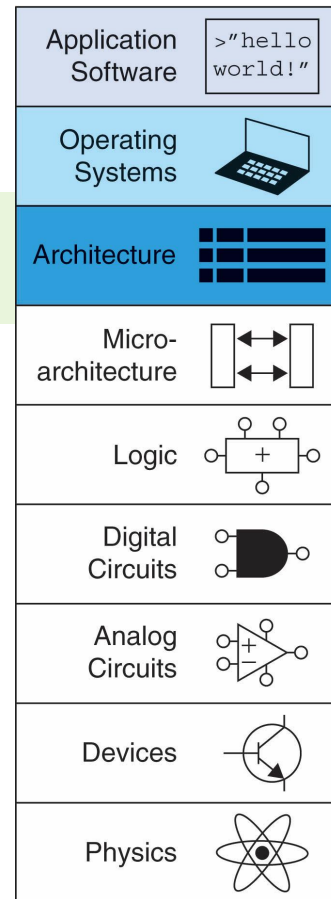 Application
Software
>"hello
world!"
Operating
Systems
Architecture
Micro-
architecture
Logic
+
Digital
Circuits
Analog
Circuits
+
−
Devices
Physics